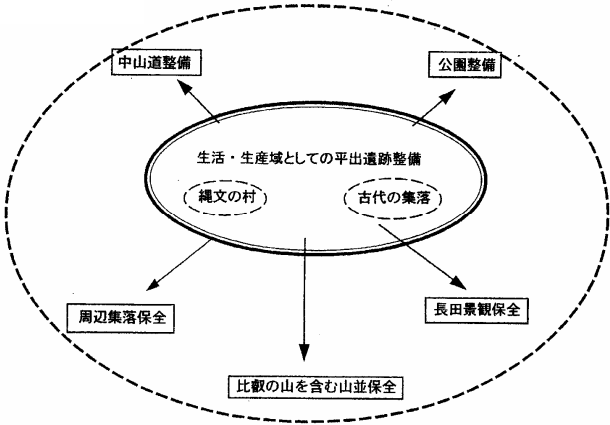 中山道整備
公園整備
生活・生産域としての平出遺跡整備
縄文の村
古代の集落
周辺集落保全
長田景観保全
比叡の山を含む山並保全